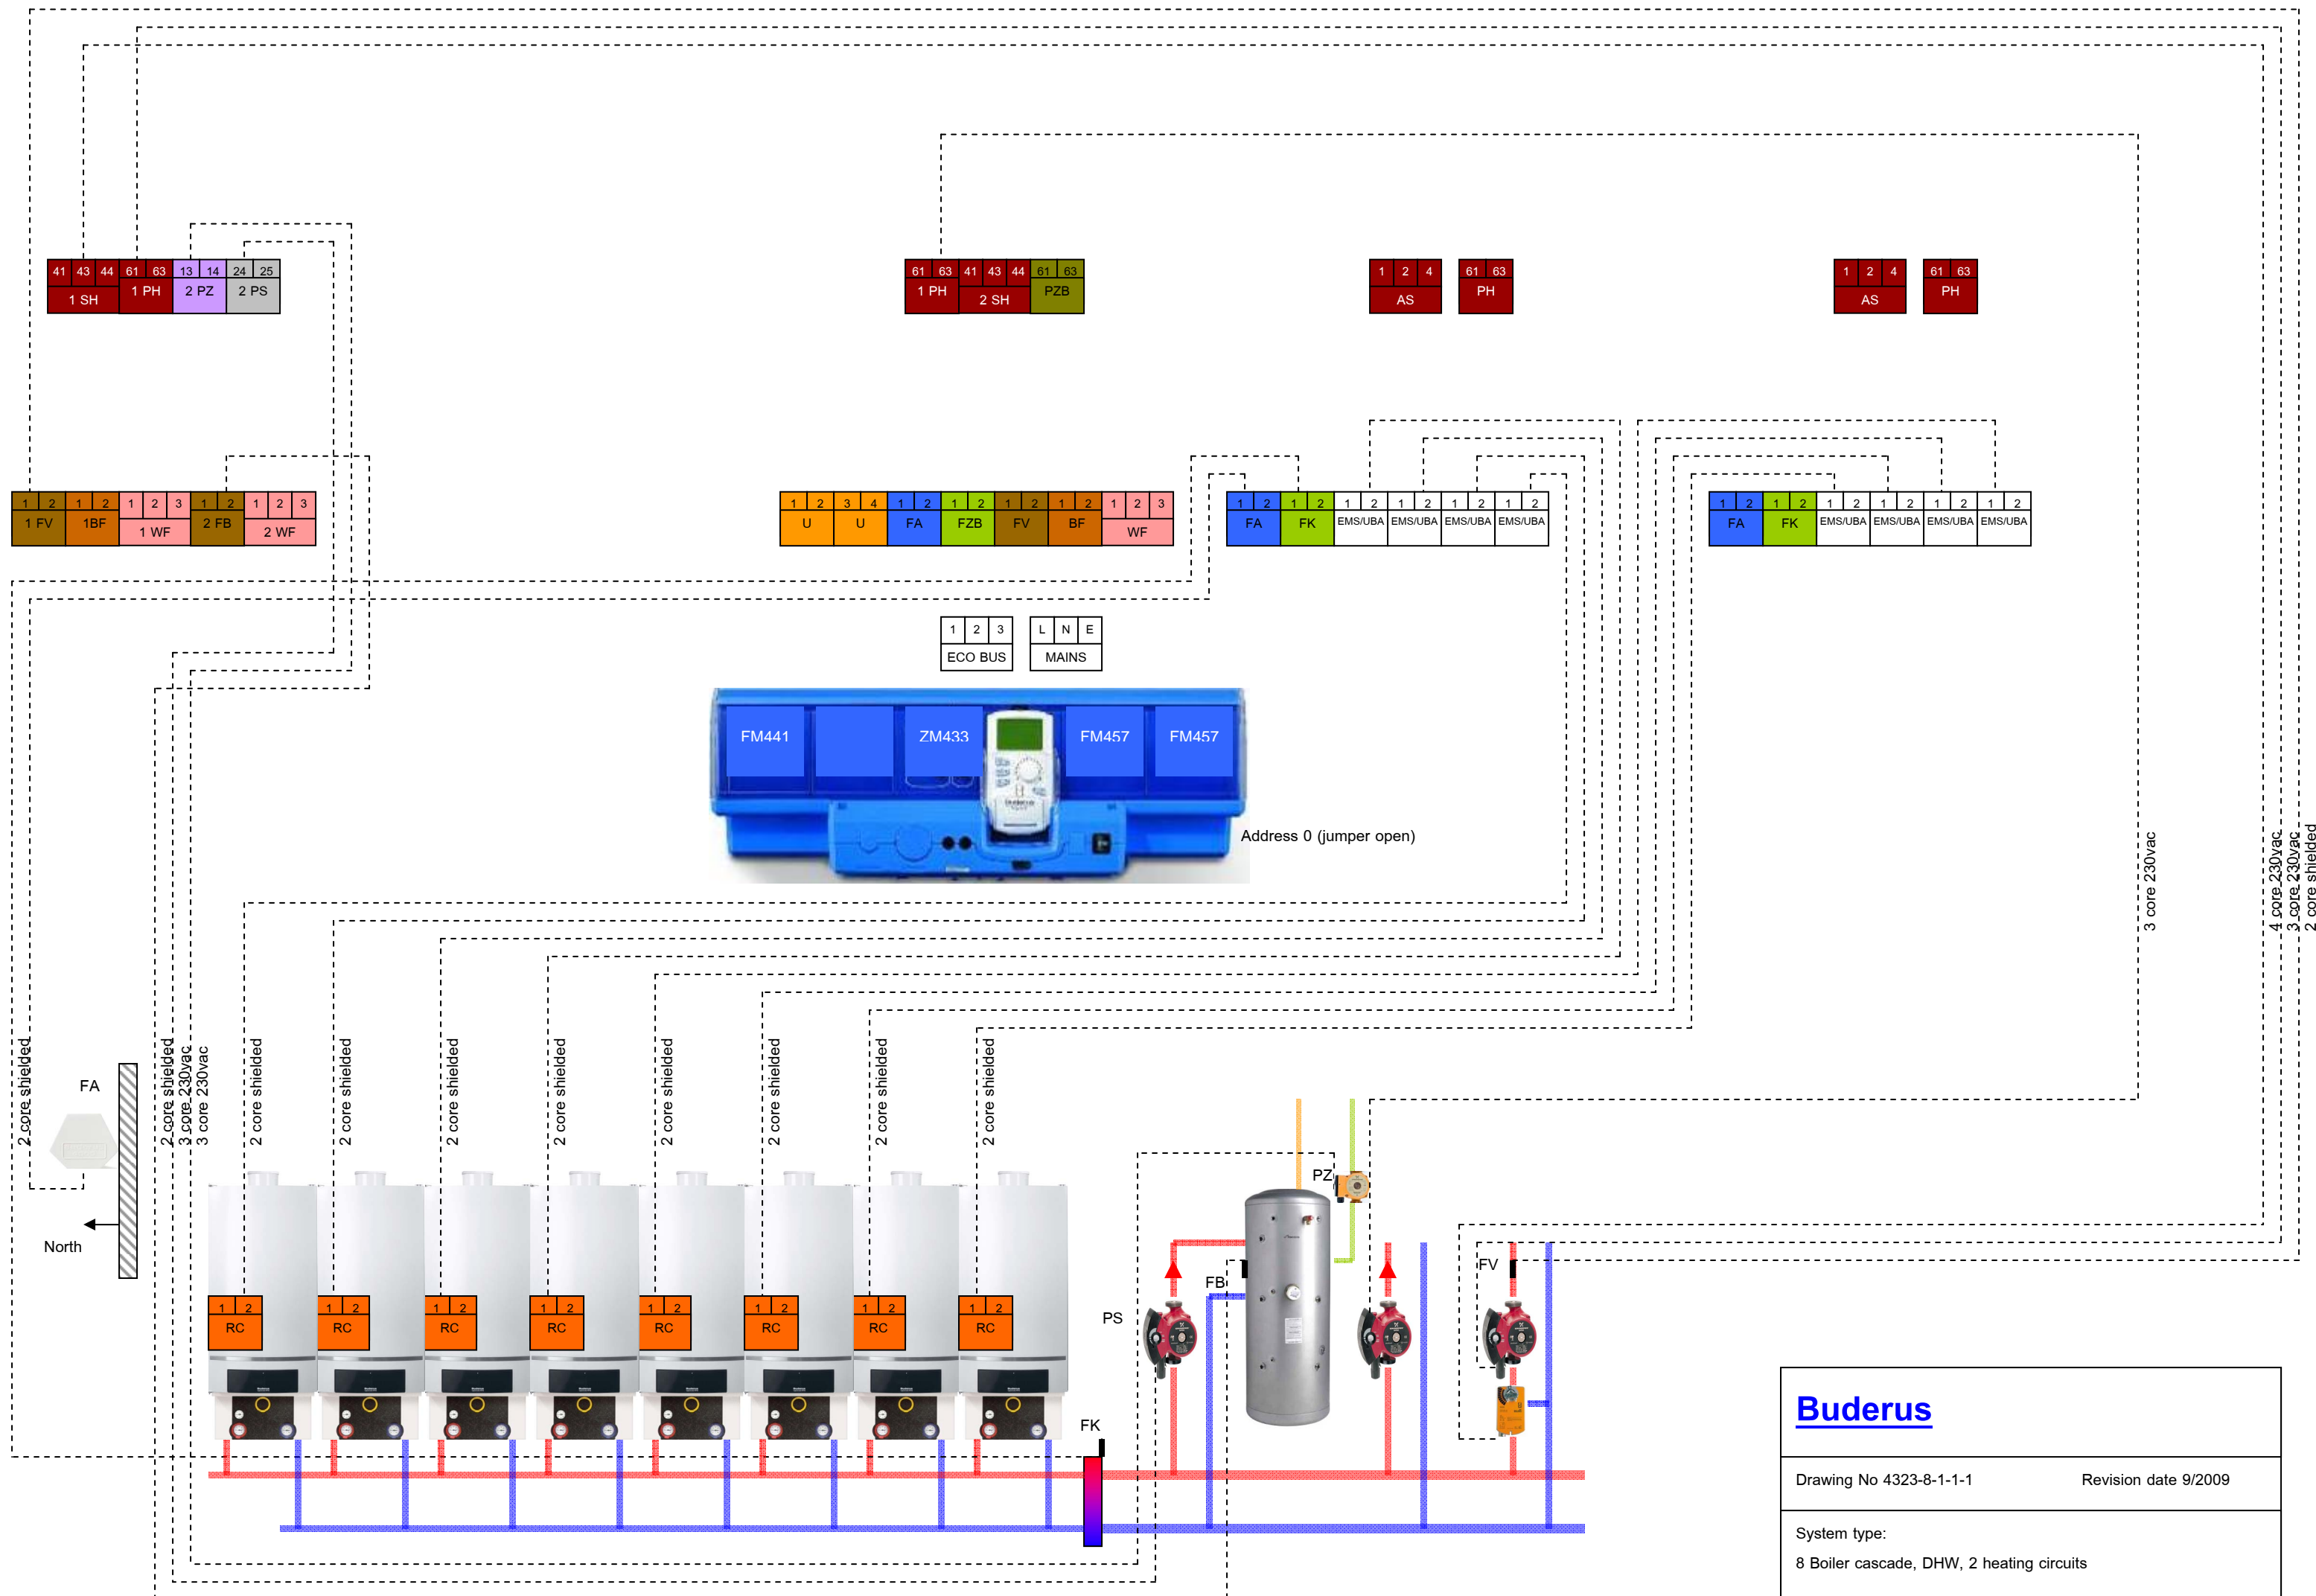 41 43 44 61 63 13 14 24 25
1 SH 1 PH 2 PZ 2 PS
61 63 41 43 44 61 63
1 PH 2 SH PZB
1 2 4 61 63
AS PH
1 2 4 61 63
AS PH
1 2 1 2 1 2 3 1 2 1 2 3
1 FV 1BF 1 WF 2 FB 2 WF
1 2 3 4 1 2 1 2 1 2 1 2 1 2 3
U U FA FZB FV BF WF
1 2 1 2 1 2 1 2 1 2 1 2
FA FK EMS/UBA EMS/UBA EMS/UBA EMS/UBA
1 2 1 2 1 2 1 2 1 2 1 2
FA FK EMS/UBA EMS/UBA EMS/UBA EMS/UBA
1 2 3 L N E
ECO BUS MAINS
FM441 ZM433 FM457 FM457
Buderus
Address 0 (jumper open)
3 core 230vac
4 core 230vac
3 core 230vac
2 core shielded
2 core shielded
FA
North
2 core shielded
3 core 230vac
3 core 230vac
2 core shielded
2 core shielded
2 core shielded
2 core shielded
2 core shielded
2 core shielded
2 core shielded
2 core shielded
1 2
RC
1 2
RC
1 2
RC
1 2
RC
1 2
RC
1 2
RC
1 2
RC
1 2
RC
PZ
FB
FV
PS
FK
Buderus
Drawing No 4323-8-1-1-1 Revision date 9/2009
System type:
8 Boiler cascade, DHW, 2 heating circuits